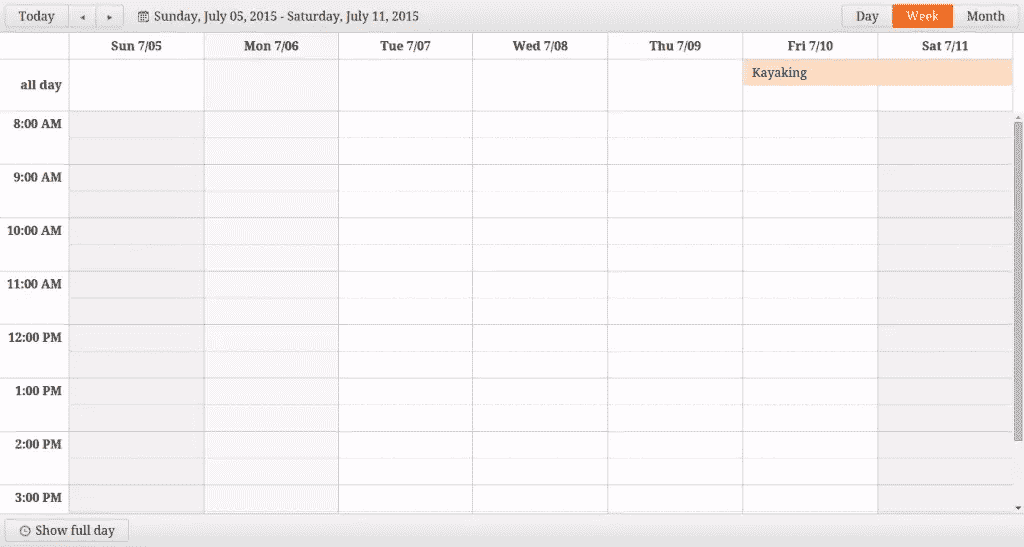 Today Sunday, July 05, 2015 - Saturday, July 11, 2015 Day Week Month
Sun 7/05 Mon 7/06 Tue 7/07 Wed 7/08 Thu 7/09 Fri 7/10 Sat 7/11
all day Kayaking
8:00 AM
9:00 AM
10:00 AM
11:00 AM
12:00 PM
1:00 PM
2:00 PM
3:00 PM
Show full day